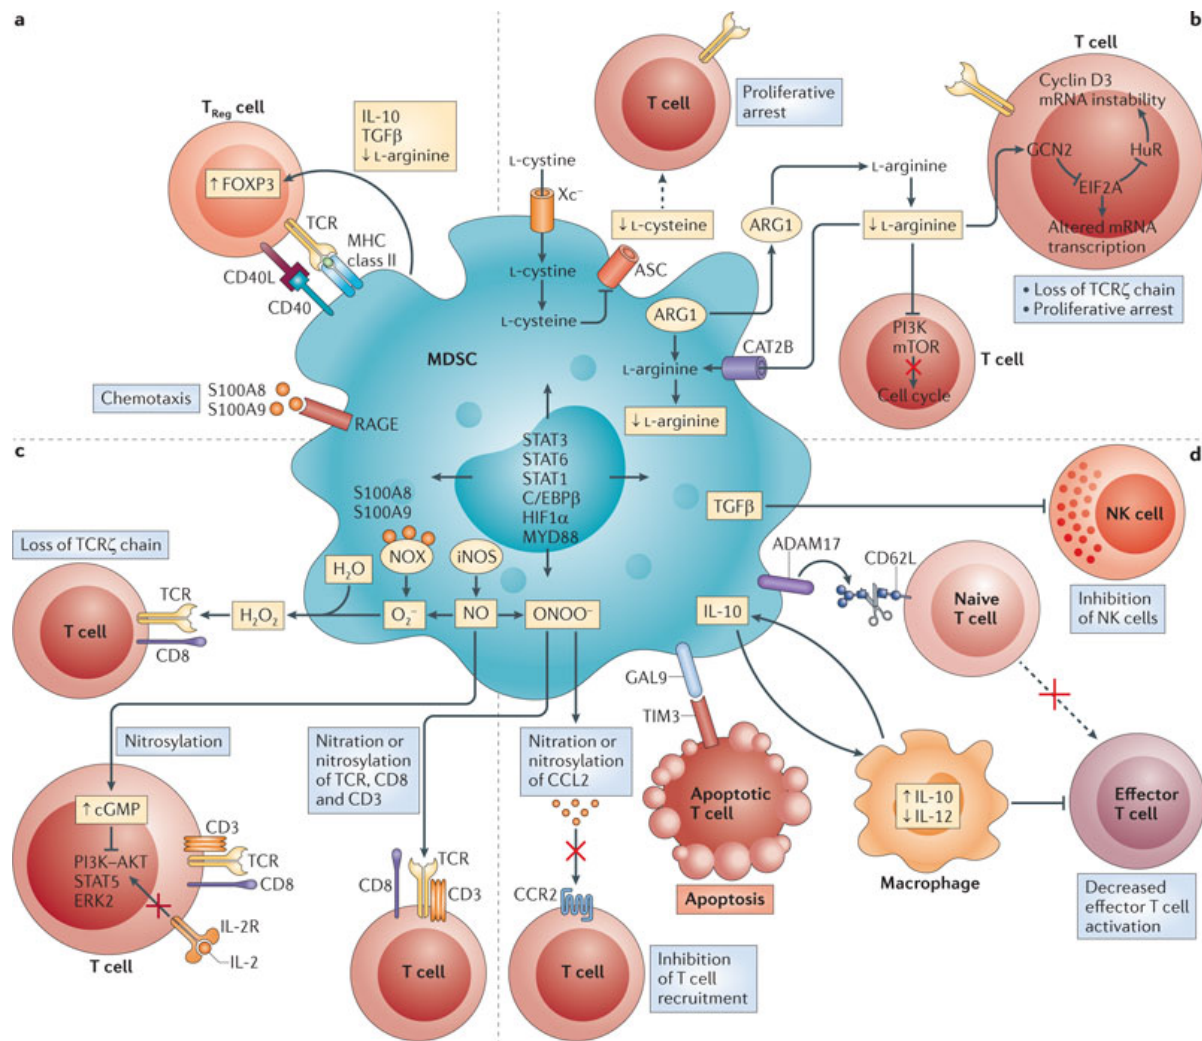 a
T_Reg cell
↑ FOXP3
IL-10
TGFβ
↓ L-arginine
TCR
MHC
class II
CD40L
CD40
Chemotaxis
S100A8
S100A9
RAGE
MDSC
STAT3
STAT6
STAT1
C/EBPβ
HIF1α
MYD88
b
T cell
Proliferative
arrest
L-cystine
Xc⁻
L-cystine
L-cysteine
ASC
↓ L-cysteine
ARG1
L-arginine
↓ L-arginine
CAT2B
ARG1
L-arginine
↓ L-arginine
T cell
Cyclin D3
mRNA instability
GCN2
HuR
EIF2A
Altered mRNA
transcription
• Loss of TCRζ chain
• Proliferative arrest
PI3K
mTOR
Cell cycle
T cell
c
Loss of TCRζ chain
T cell
TCR
CD8
H₂O₂
H₂O
S100A8
S100A9
NOX
iNOS
O₂⁻
NO
ONOO⁻
Nitrosylation
↑ cGMP
PI3K–AKT
STAT5
ERK2
CD3
TCR
CD8
IL-2R
IL-2
T cell
Nitration or
nitrosylation
of TCR, CD8
and CD3
CD8
TCR
CD3
T cell
Nitration or
nitrosylation
of CCL2
CCR2
T cell
Inhibition
of T cell
recruitment
d
TGFβ
NK cell
Inhibition
of NK cells
ADAM17
CD62L
Naive
T cell
IL-10
GAL9
TIM3
Apoptotic
T cell
Apoptosis
↑ IL-10
↓ IL-12
Macrophage
Effector
T cell
Decreased
effector T cell
activation